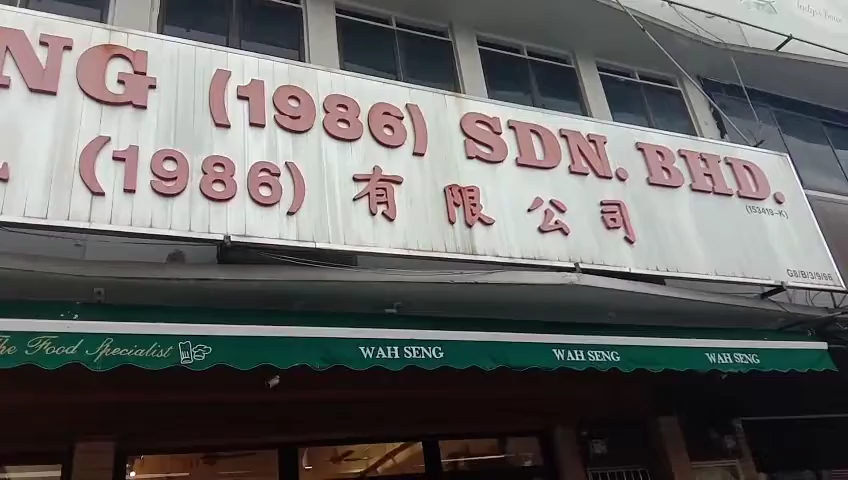 NG (1986) SDN. BHD.
(153419-K)
(1986) 有限公司
G8/B/3/9/96
The Food Specialist WAH SENG WAH SENG WAH SENG